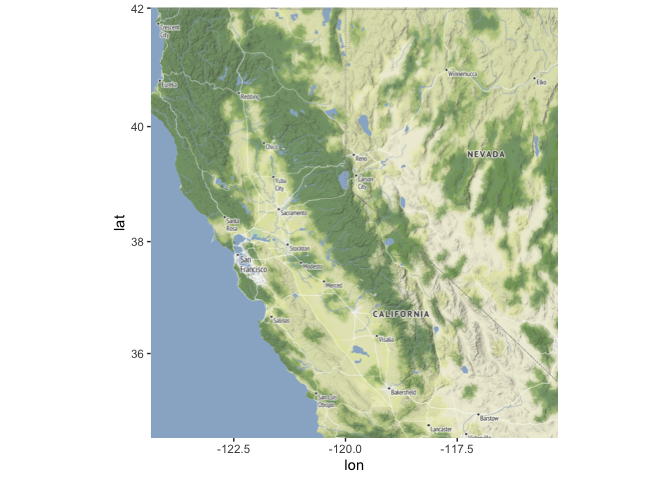 42
Crescent
City
Winnemucca
Elko
Eureka
Redding
40
Chico
Reno
NEVADA
Carson
City
Yuba
City
Sacramento
Santa
Rosa
lat
38
Stockton
San
Francisco
Modesto
Merced
CALIFORNIA
Salinas
Visalia
36
Bakersfield
San Luis
Obispo
Barstow
Lancaster
-122.5
-120.0
-117.5
lon